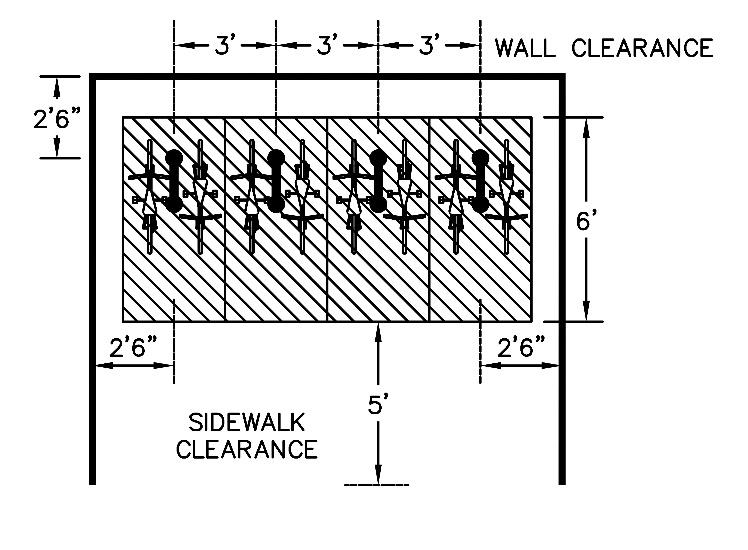 3' 3' 3' WALL CLEARANCE
2'6"
6'
2'6" 2'6"
5'
SIDEWALK
CLEARANCE